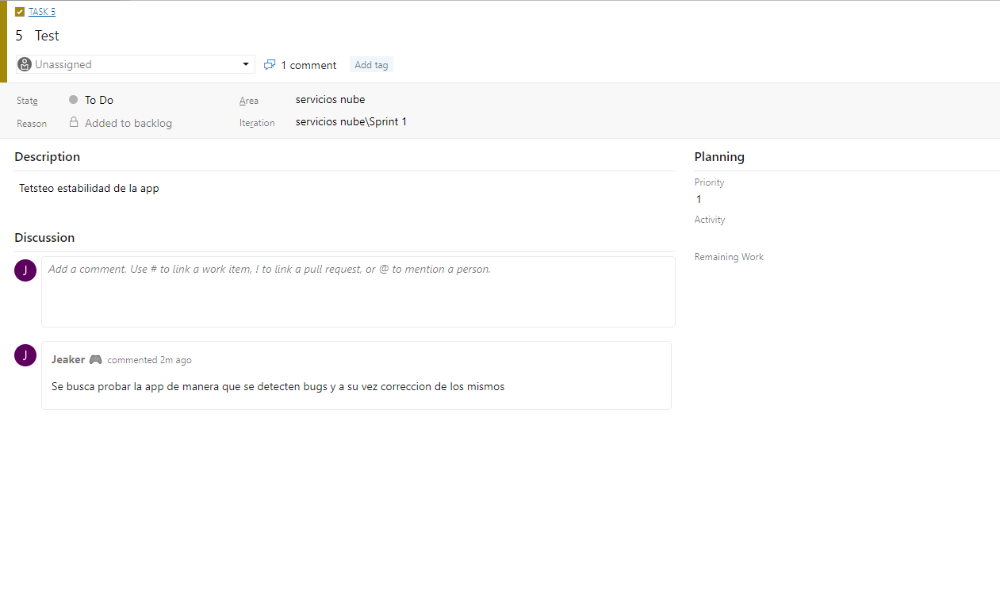 TASK 5
5 Test
Unassigned 1 comment Add tag
State To Do Area servicios nube
Reason Added to backlog Iteration servicios nube\Sprint 1
Description
Tetsteo estabilidad de la app
Planning
Priority
1
Activity
Remaining Work
Discussion
J
Add a comment. Use # to link a work item, ! to link a pull request, or @ to mention a person.
J
Jeaker 🎮 commented 2m ago
Se busca probar la app de manera que se detecten bugs y a su vez correccion de los mismos